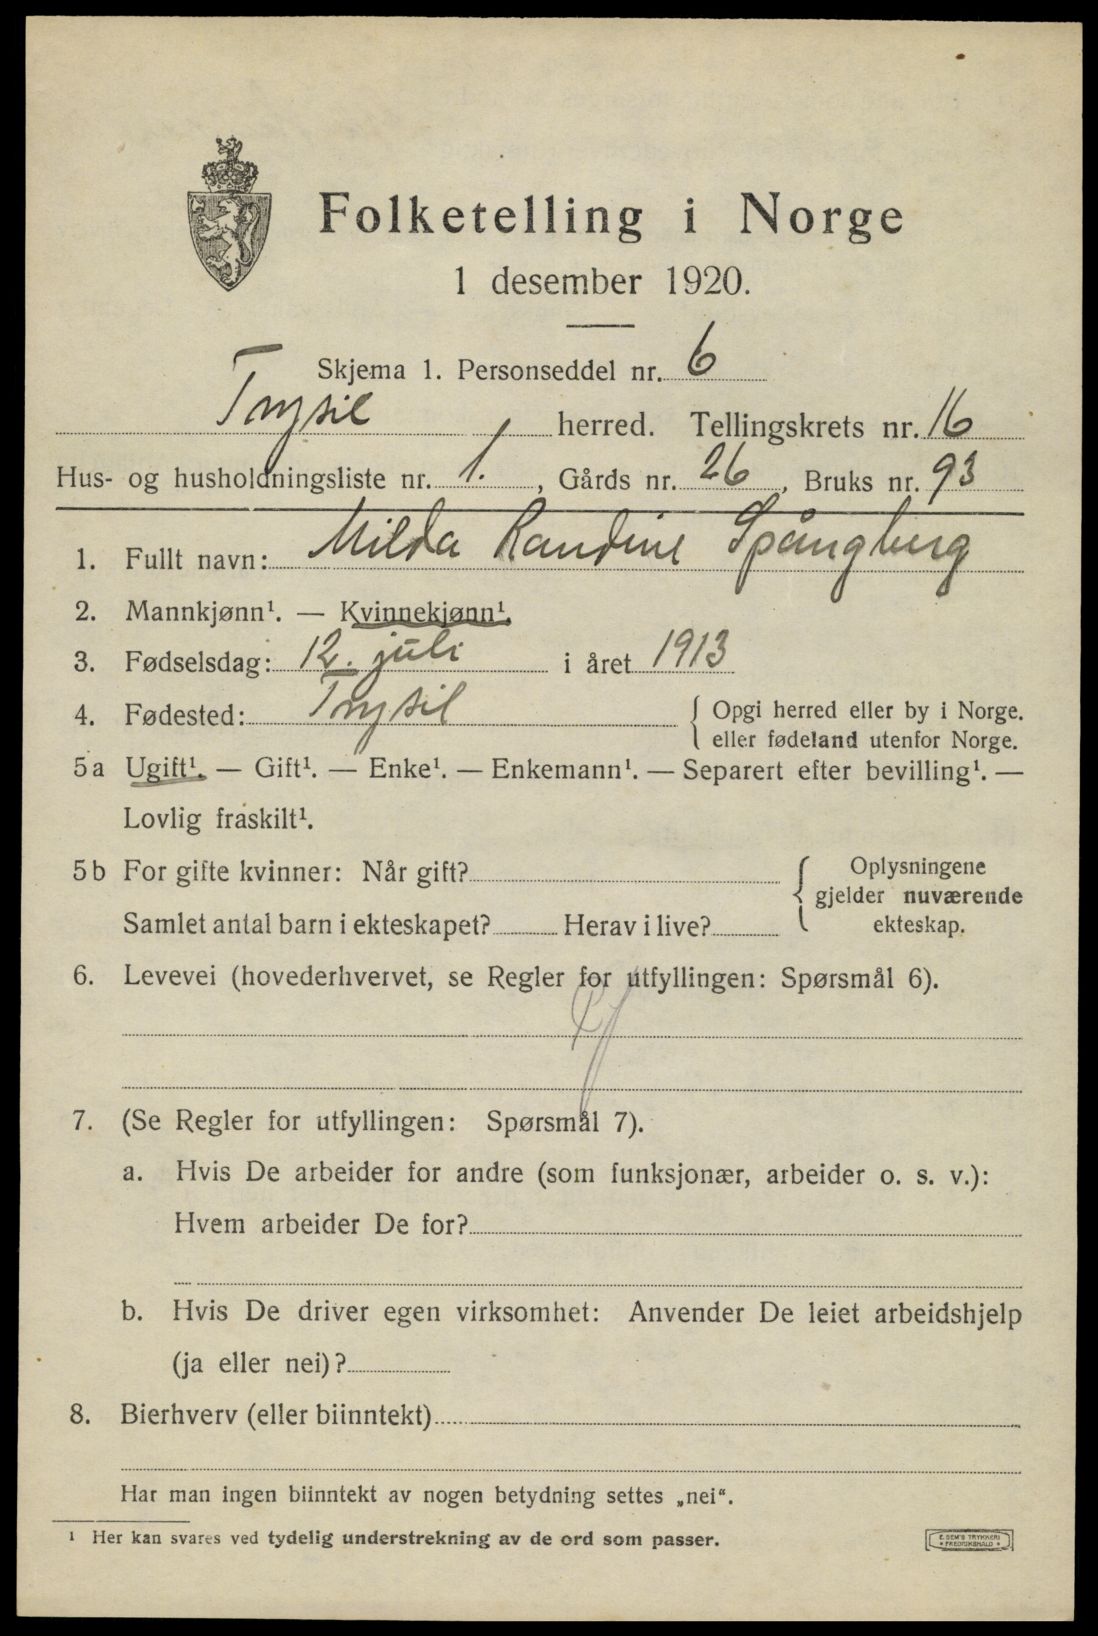 Folketelling i Norge
1 desember 1920.
Skjema 1. Personseddel nr. 6
Trysil herred. Tellingskrets nr. 16
Hus- og husholdningsliste nr. 1. , Gårds nr. 26 , Bruks nr. 93
1. Fullt navn: Milda Randine Spångberg
2. Mannkjønn¹. — Kvinnekjønn¹.
3. Fødselsdag: 12. juli i året 1913
4. Fødested: Trysil { Opgi herred eller by i Norge.
eller fødeland utenfor Norge.
5a Ugift¹. — Gift¹. — Enke¹. — Enkemann¹. — Separert efter bevilling¹. —
Lovlig fraskilt¹.
5b For gifte kvinner: Når gift? { Oplysningene
gjelder nuværende
Samlet antal barn i ekteskapet? Herav i live? ekteskap.
6. Levevei (hovederhvervet, se Regler for utfyllingen: Spørsmål 6).
7. (Se Regler for utfyllingen: Spørsmål 7).
a. Hvis De arbeider for andre (som funksjonær, arbeider o. s. v.):
Hvem arbeider De for?
b. Hvis De driver egen virksomhet: Anvender De leiet arbeidshjelp
(ja eller nei)?
8. Bierhverv (eller biinntekt)
Har man ingen biinntekt av nogen betydning settes „nei“.
¹ Her kan svares ved tydelig understrekning av de ord som passer.
E. SEM'S TRYKKERI
• FREDRIKSHALD •